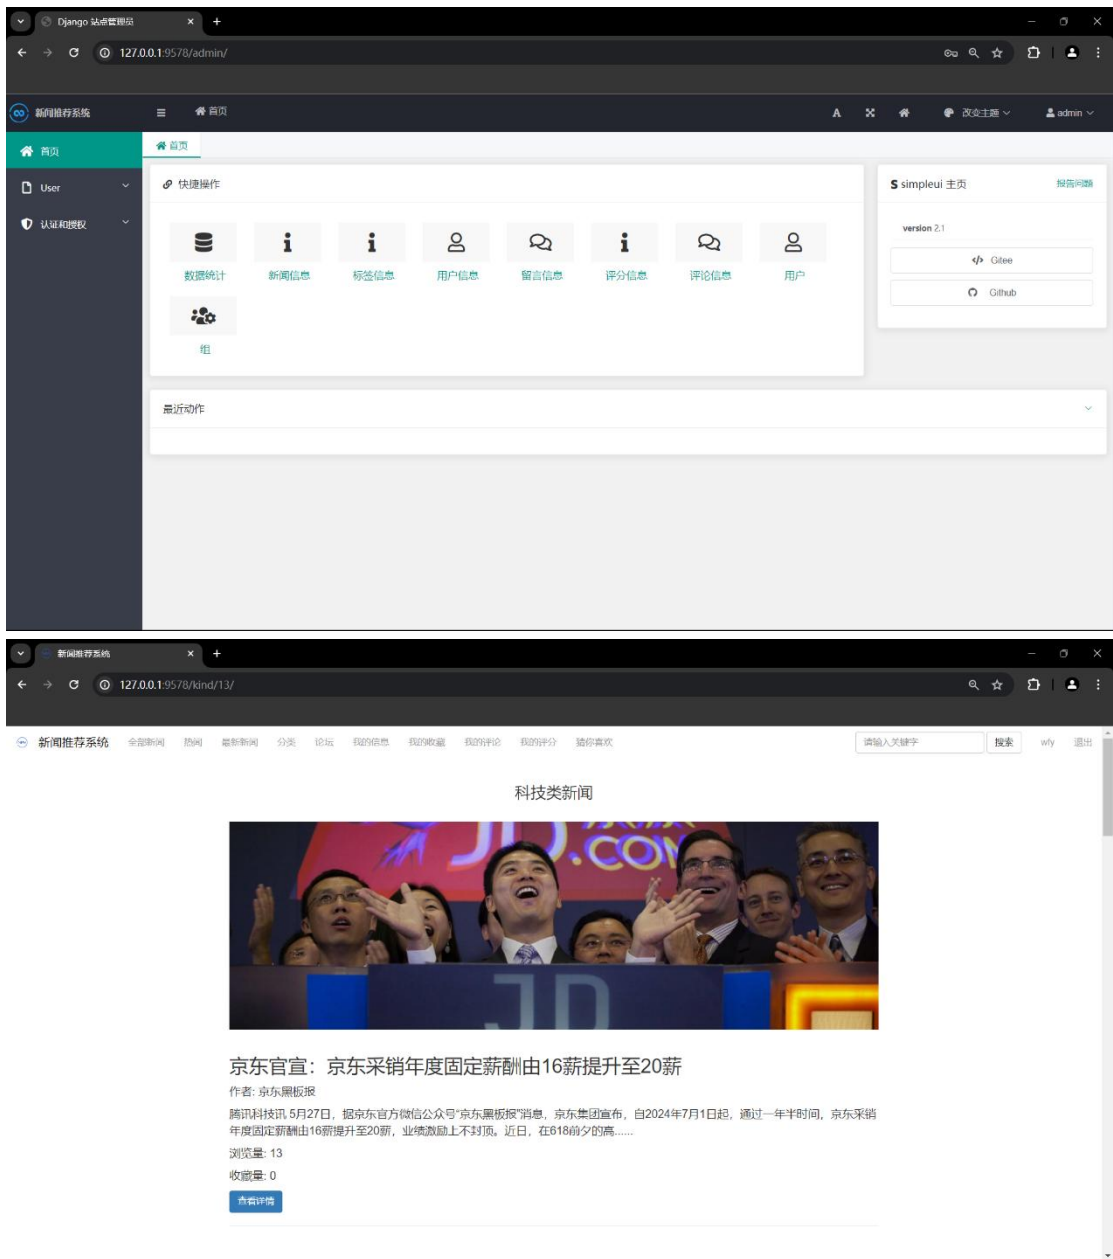 Django 站点管理员
127.0.0.1:9578/admin/
新闻推荐系统
首页
A
改变主题
admin
首页
首页
User
认证和授权
快捷操作
数据统计
新闻信息
标签信息
用户信息
留言信息
评分信息
评论信息
用户
组
simpleui 主页
报告问题
version 2.1
Gitee
Github
最近动作
新闻推荐系统
127.0.0.1:9578/kind/13/
新闻推荐系统 全部新闻 热闻 最新新闻 分类 论坛 我的信息 我的收藏 我的评论 我的评分 猜你喜欢 请输入关键字 搜索 wfy 退出
科技类新闻
JD.COM
JD
京东官宣：京东采销年度固定薪酬由16薪提升至20薪
作者: 京东黑板报
腾讯科技讯 5月27日，据京东官方微信公众号“京东黑板报”消息，京东集团宣布，自2024年7月1日起，通过一年半时间，京东采销
年度固定薪酬由16薪提升至20薪，业绩激励上不封顶。近日，在618前夕的高......
浏览量: 13
收藏量: 0
查看详情